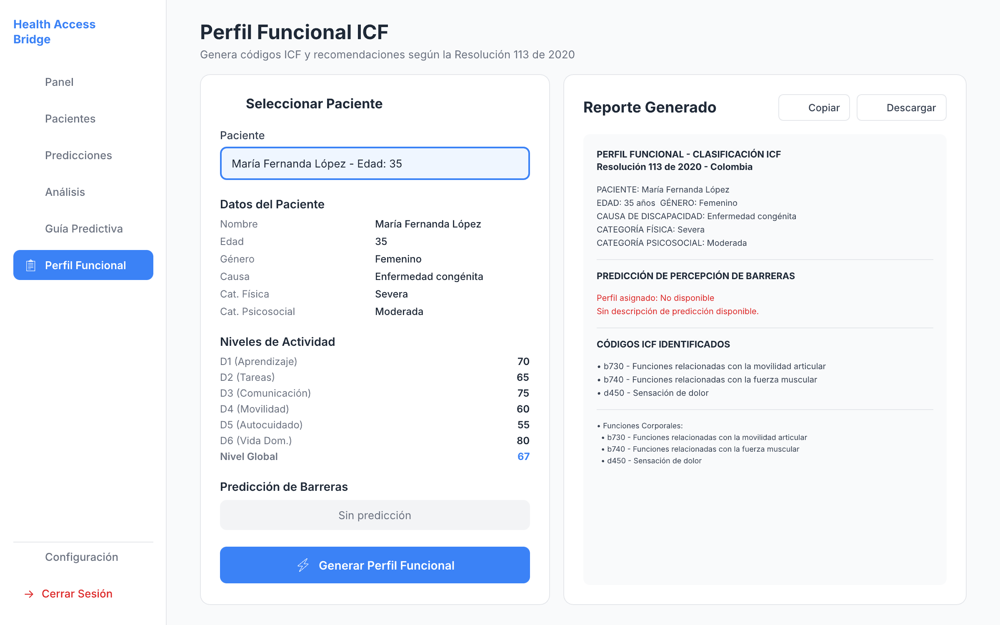 Health Access
Bridge
Panel
Pacientes
Predicciones
Análisis
Guía Predictiva
Perfil Funcional
Configuración
Cerrar Sesión
Perfil Funcional ICF
Genera códigos ICF y recomendaciones según la Resolución 113 de 2020
Seleccionar Paciente
Paciente
María Fernanda López - Edad: 35
Datos del Paciente
Nombre María Fernanda López
Edad 35
Género Femenino
Causa Enfermedad congénita
Cat. Física Severa
Cat. Psicosocial Moderada
Niveles de Actividad
D1 (Aprendizaje) 70
D2 (Tareas) 65
D3 (Comunicación) 75
D4 (Movilidad) 60
D5 (Autocuidado) 55
D6 (Vida Dom.) 80
Nivel Global 67
Predicción de Barreras
Sin predicción
Generar Perfil Funcional
Reporte Generado
Copiar
Descargar
PERFIL FUNCIONAL - CLASIFICACIÓN ICF
Resolución 113 de 2020 - Colombia
PACIENTE: María Fernanda López
EDAD: 35 años GÉNERO: Femenino
CAUSA DE DISCAPACIDAD: Enfermedad congénita
CATEGORÍA FÍSICA: Severa
CATEGORÍA PSICOSOCIAL: Moderada
PREDICCIÓN DE PERCEPCIÓN DE BARRERAS
Perfil asignado: No disponible
Sin descripción de predicción disponible.
CÓDIGOS ICF IDENTIFICADOS
• b730 - Funciones relacionadas con la movilidad articular
• b740 - Funciones relacionadas con la fuerza muscular
• d450 - Sensación de dolor
• Funciones Corporales:
• b730 - Funciones relacionadas con la movilidad articular
• b740 - Funciones relacionadas con la fuerza muscular
• d450 - Sensación de dolor